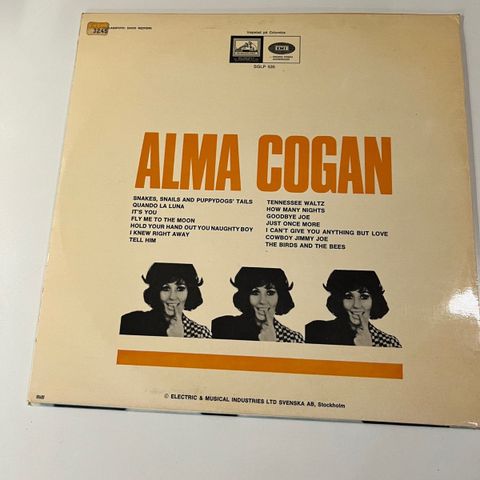 3245
Inspelad på Columbia
EMI
SGLP 535
ALMA COGAN
SNAKES, SNAILS AND PUPPYDOGS' TAILS
QUANDO LA LUNA
IT'S YOU
FLY ME TO THE MOON
HOLD YOUR HAND OUT YOU NAUGHTY BOY
I KNEW RIGHT AWAY
TELL HIM
TENNESSEE WALTZ
HOW MANY NIGHTS
GOODBYE JOE
JUST ONCE MORE
I CAN'T GIVE YOU ANYTHING BUT LOVE
COWBOY JIMMY JOE
THE BIRDS AND THE BEES
© ELECTRIC & MUSICAL INDUSTRIES LTD SVENSKA AB, Stockholm